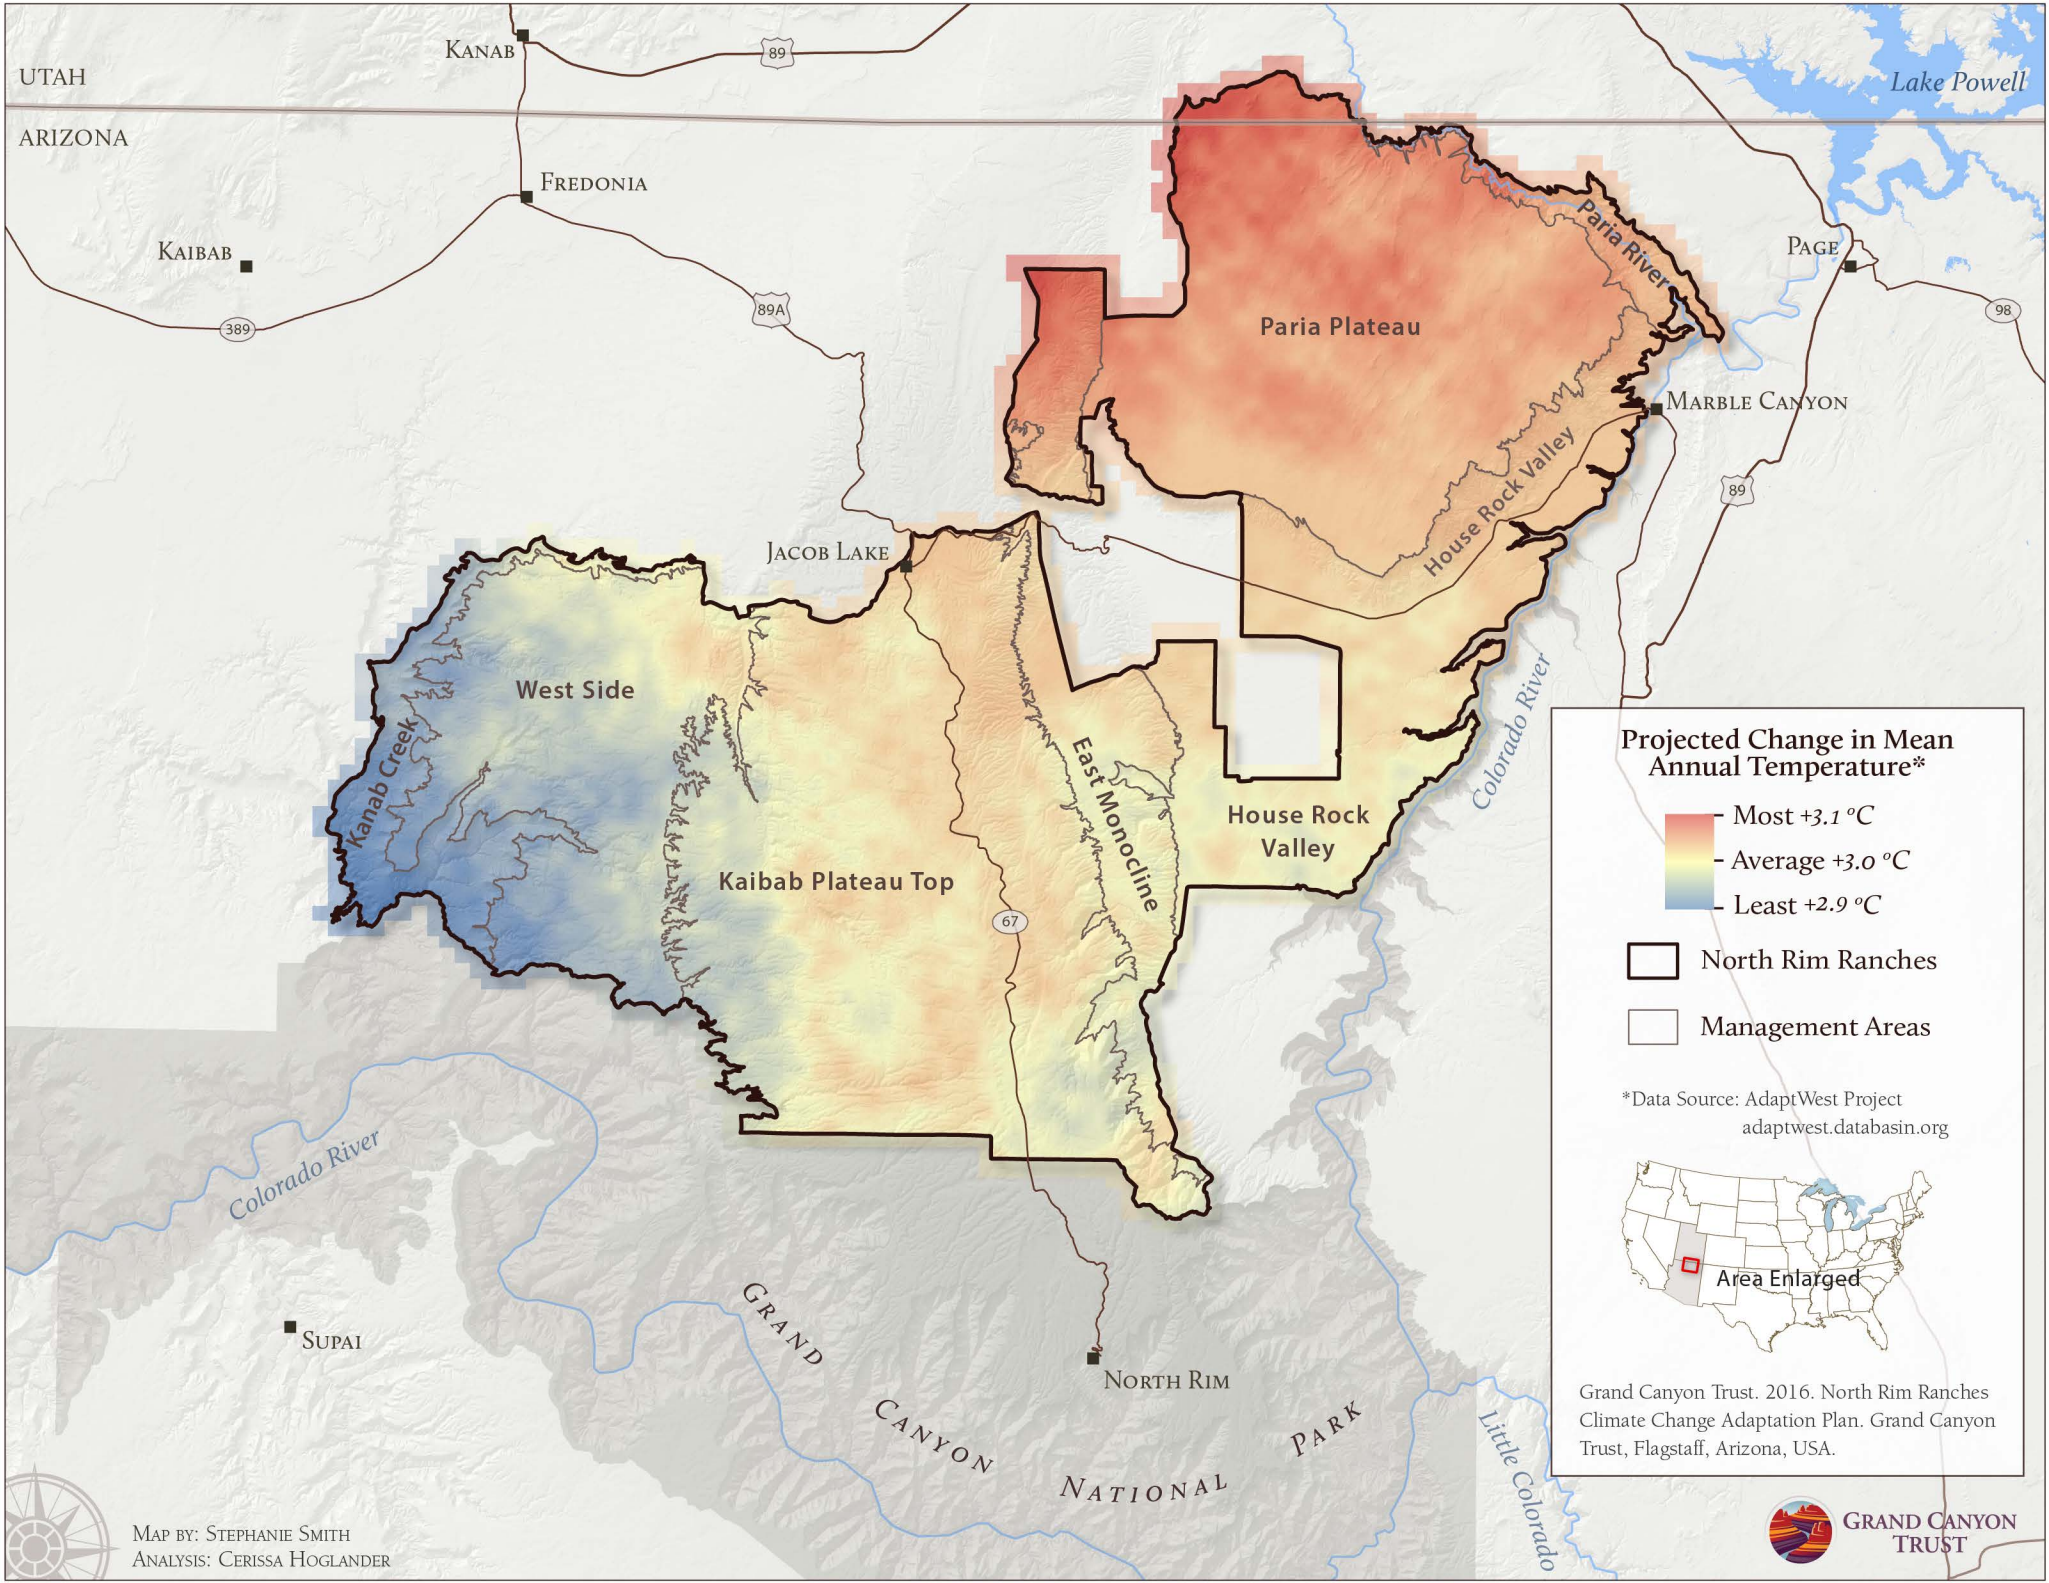 KANAB
89
UTAH
Lake Powell
ARIZONA
FREDONIA
KAIBAB
Paria River
PAGE
389
89A
98
Paria Plateau
MARBLE CANYON
House Rock Valley
89
JACOB LAKE
West Side
Colorado River
Kanab Creek
East Monocline
House Rock
Valley
Kaibab Plateau Top
67
Projected Change in Mean
Annual Temperature*
Most +3.1 ºC
Average +3.0 ºC
Least +2.9 ºC
North Rim Ranches
Management Areas
*Data Source: AdaptWest Project
adaptwest.databasin.org
Area Enlarged
Grand Canyon Trust. 2016. North Rim Ranches
Climate Change Adaptation Plan. Grand Canyon
Trust, Flagstaff, Arizona, USA.
Colorado River
SUPAI
NORTH RIM
GRAND
CANYON
NATIONAL
PARK
Little Colorado
MAP BY: STEPHANIE SMITH
ANALYSIS: CERISSA HOGLANDER
GRAND CANYON
TRUST